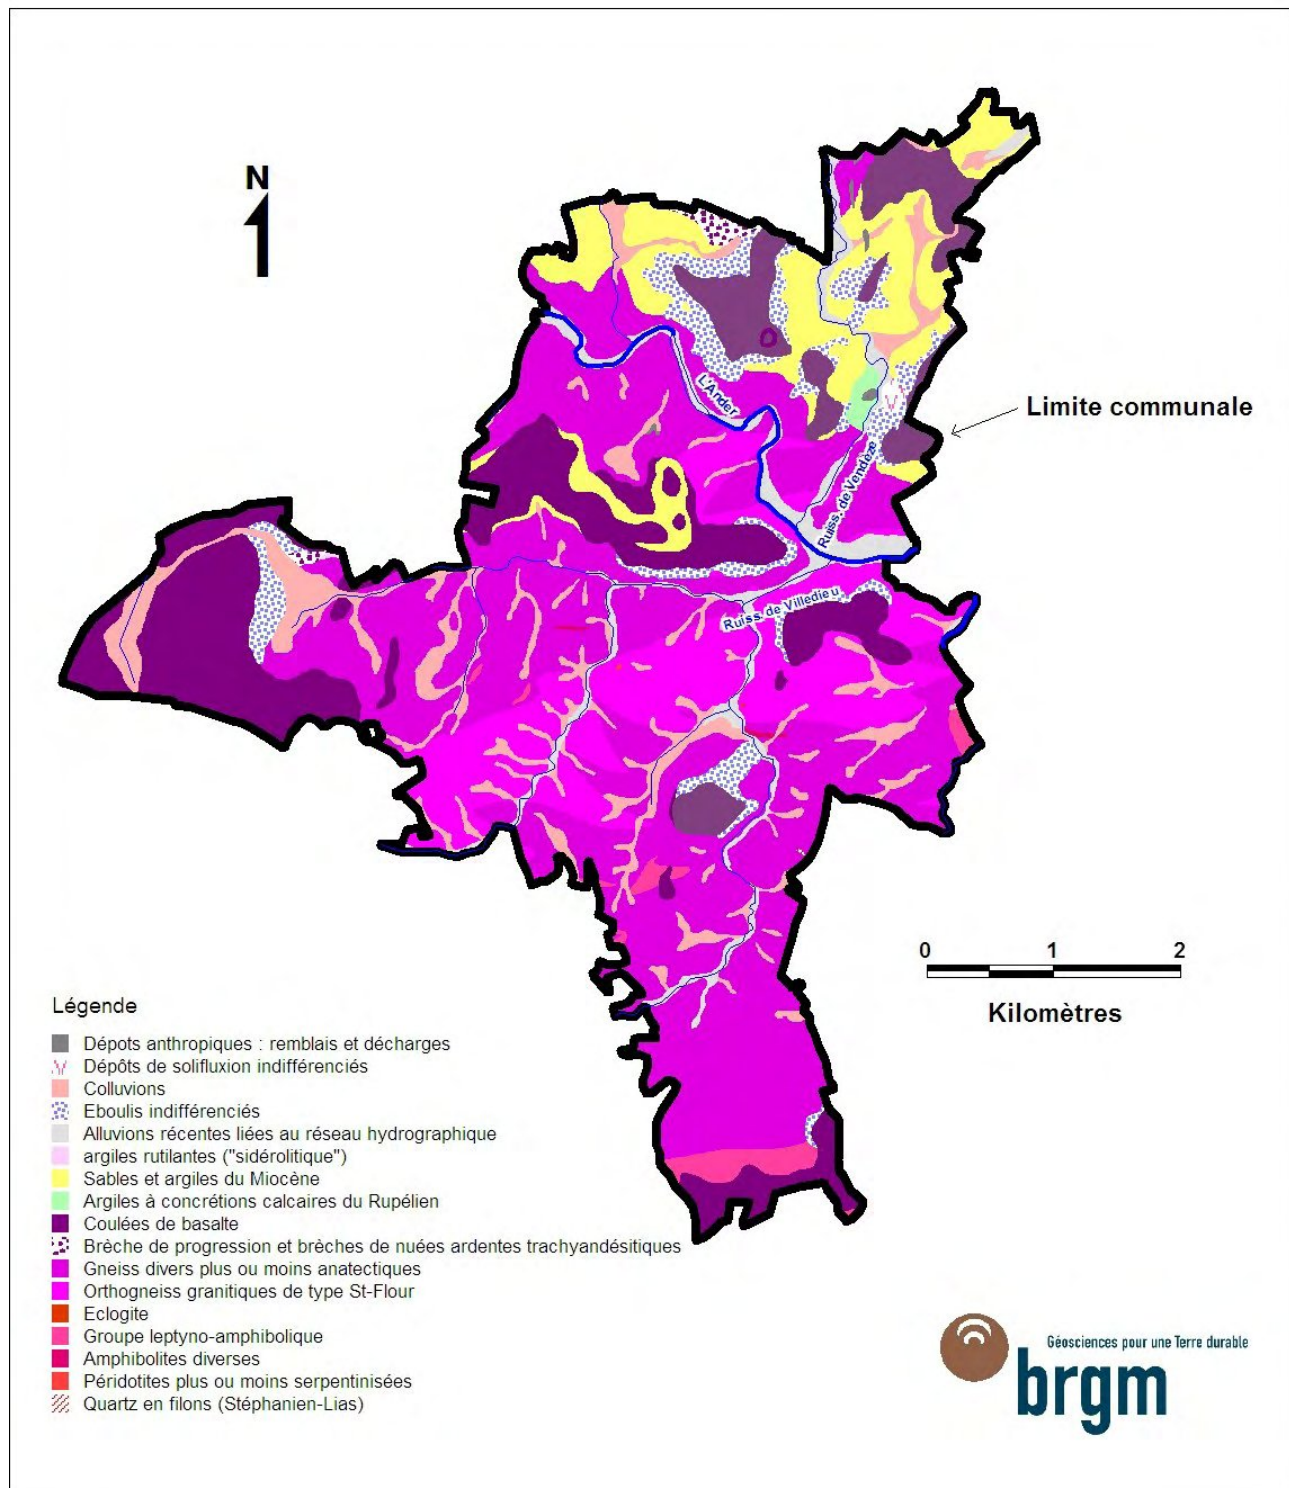 N
L'Ander
Limite communale
Ruiss. de Vendèze
Ruiss. de Villedieu
0 1 2
Kilomètres
Légende
Dépots anthropiques : remblais et décharges
Dépôts de solifluxion indifférenciés
Colluvions
Eboulis indifférenciés
Alluvions récentes liées au réseau hydrographique
argiles rutilantes ("sidérolitique")
Sables et argiles du Miocène
Argiles à concrétions calcaires du Rupélien
Coulées de basalte
Brèche de progression et brèches de nuées ardentes trachyandésitiques
Gneiss divers plus ou moins anatectiques
Orthogneiss granitiques de type St-Flour
Eclogite
Groupe leptyno-amphibolique
Amphibolites diverses
Péridotites plus ou moins serpentinisées
Quartz en filons (Stéphanien-Lias)
Géosciences pour une Terre durable
brgm